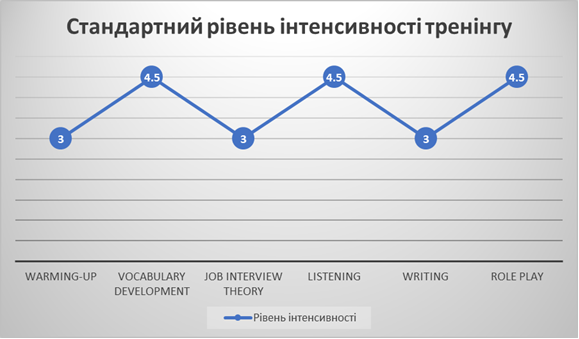 Стандартний рівень інтенсивності тренінгу
4.5
4.5
4.5
3
3
3
WARMING-UP
VOCABULARY
DEVELOPMENT
JOB INTERVIEW
THEORY
LISTENING
WRITING
ROLE PLAY
Рівень інтенсивності